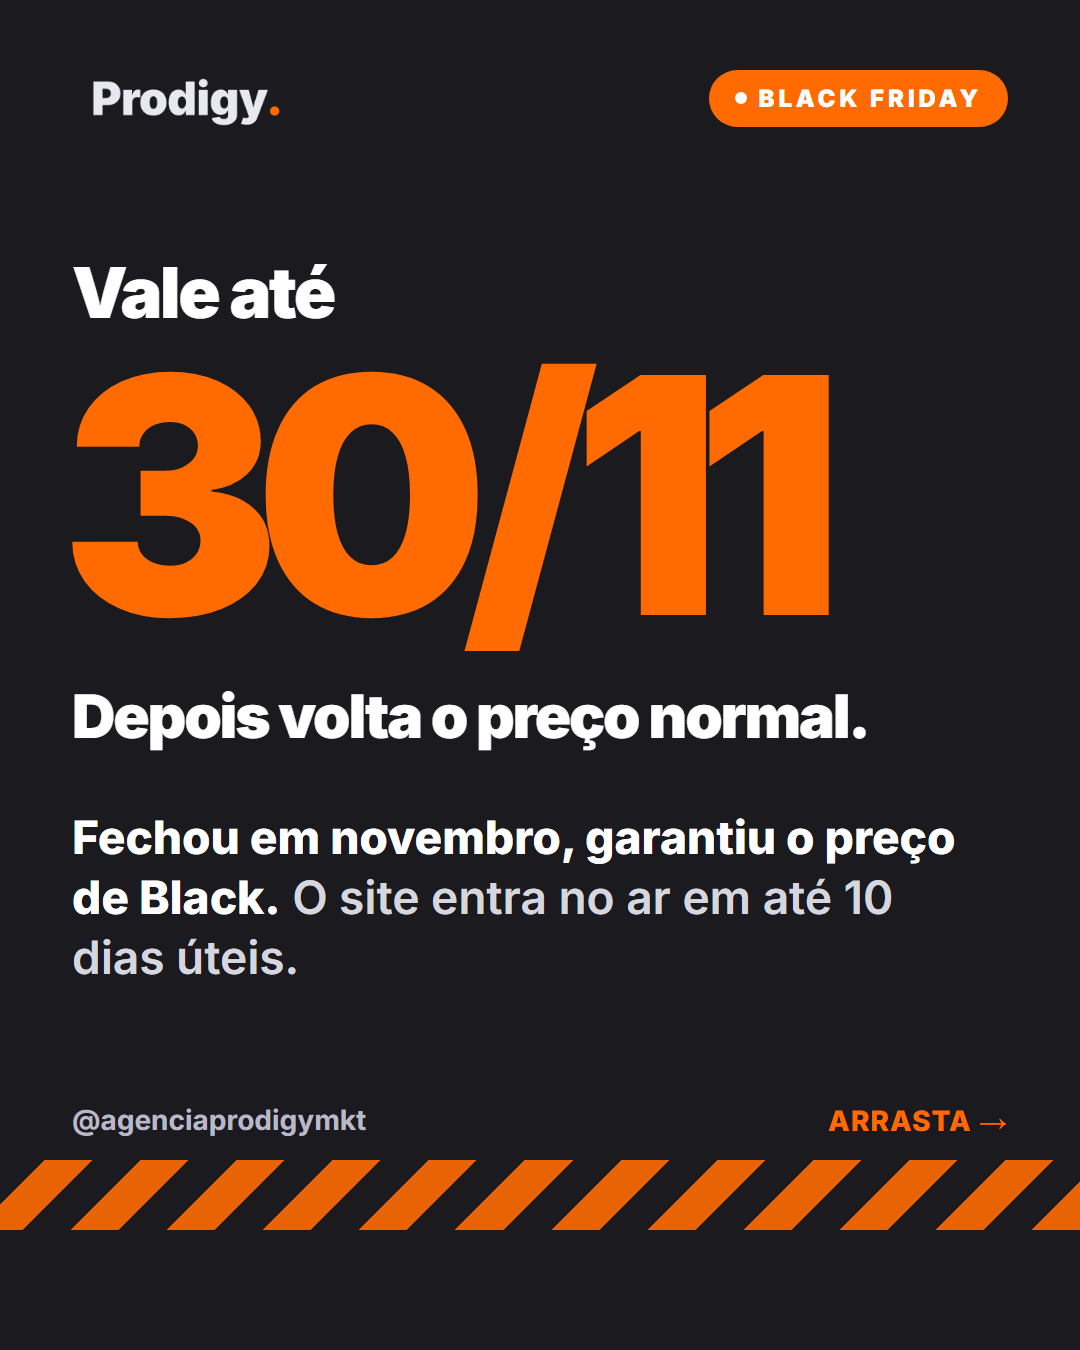 Prodigy.
BLACK FRIDAY
Vale até
30/11
Depois volta o preço normal.
Fechou em novembro, garantiu o preço
de Black. O site entra no ar em até 10
dias úteis.
@agenciaprodigymkt
ARRASTA →